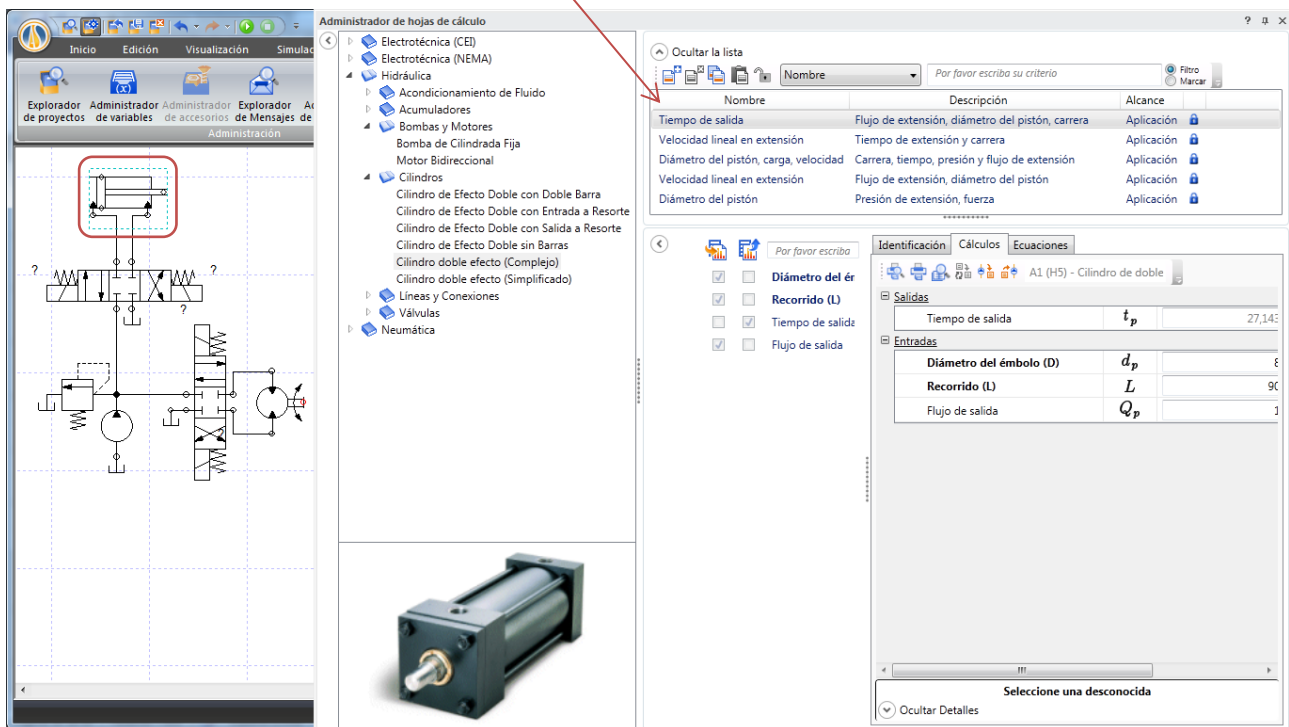 Administrador de hojas de cálculo
Inicio Edición Visualización
Explorador de proyectos
Administrador de variables
Administrador de accesorios
Explorador de Mensajes
Administración
?
?
?
?
Electrotécnica (CEI)
Electrotécnica (NEMA)
Hidráulica
Acondicionamiento de Fluido
Acumuladores
Bombas y Motores
Bomba de Cilindrada Fija
Motor Bidireccional
Cilindros
Cilindro de Efecto Doble con Doble Barra
Cilindro de Efecto Doble con Entrada a Resorte
Cilindro de Efecto Doble con Salida a Resorte
Cilindro de Efecto Doble sin Barras
Cilindro doble efecto (Complejo)
Cilindro doble efecto (Simplificado)
Líneas y Conexiones
Válvulas
Neumática
Ocultar la lista
Nombre
Por favor escriba su criterio
Filtro
Marcar
Nombre Descripción Alcance
Tiempo de salida Flujo de extensión, diámetro del pistón, carrera Aplicación
Velocidad lineal en extensión Tiempo de extensión y carrera Aplicación
Diámetro del pistón, carga, velocidad Carrera, tiempo, presión y flujo de extensión Aplicación
Velocidad lineal en extensión Flujo de extensión, diámetro del pistón Aplicación
Diámetro del pistón Presión de extensión, fuerza Aplicación
Por favor escriba
Diámetro del ér
Recorrido (L)
Tiempo de salida
Flujo de salida
Identificación Cálculos Ecuaciones
A1 (H5) - Cilindro de doble
Salidas
Tiempo de salida tp 27,143
Entradas
Diámetro del émbolo (D) dp
Recorrido (L) L 90
Flujo de salida Qp 1
Seleccione una desconocida
Ocultar Detalles